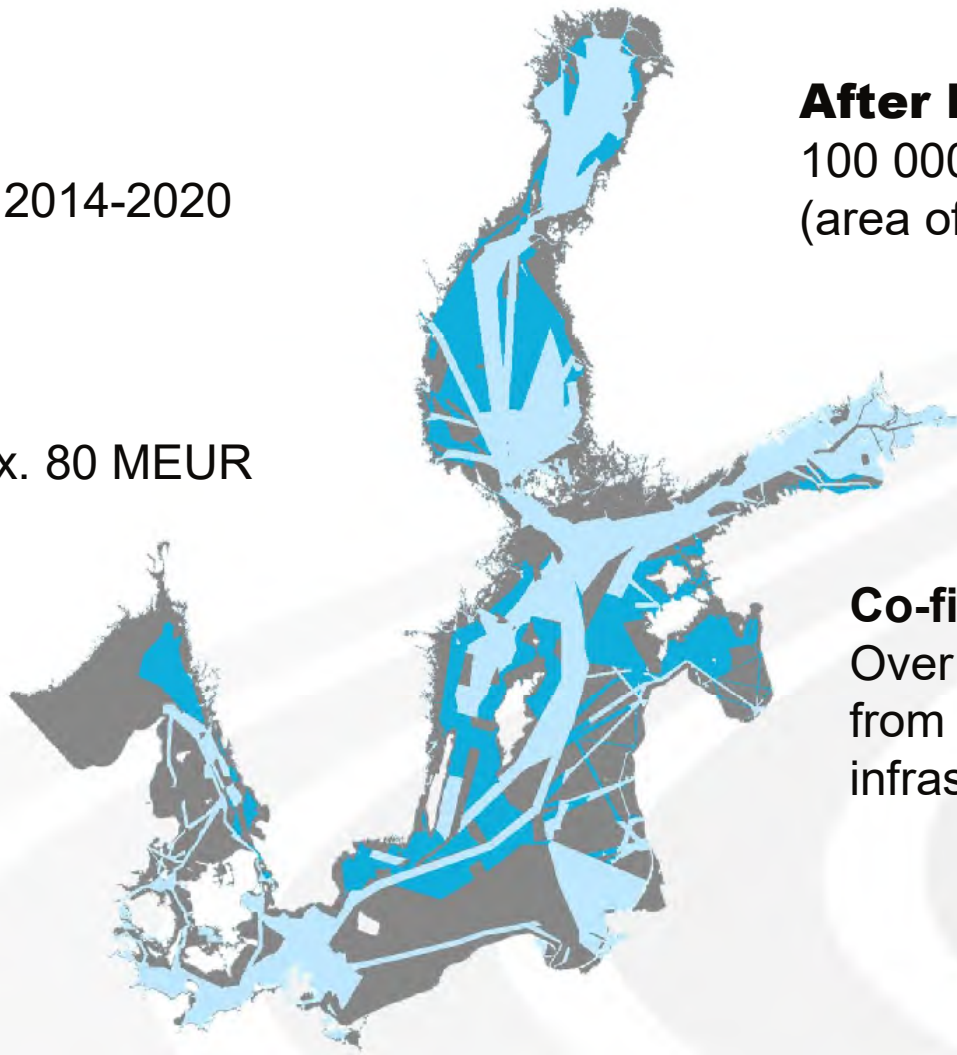 2014-2020
x. 80 MEUR
After
100 000
(area of
Co-fi
Over
from
infras